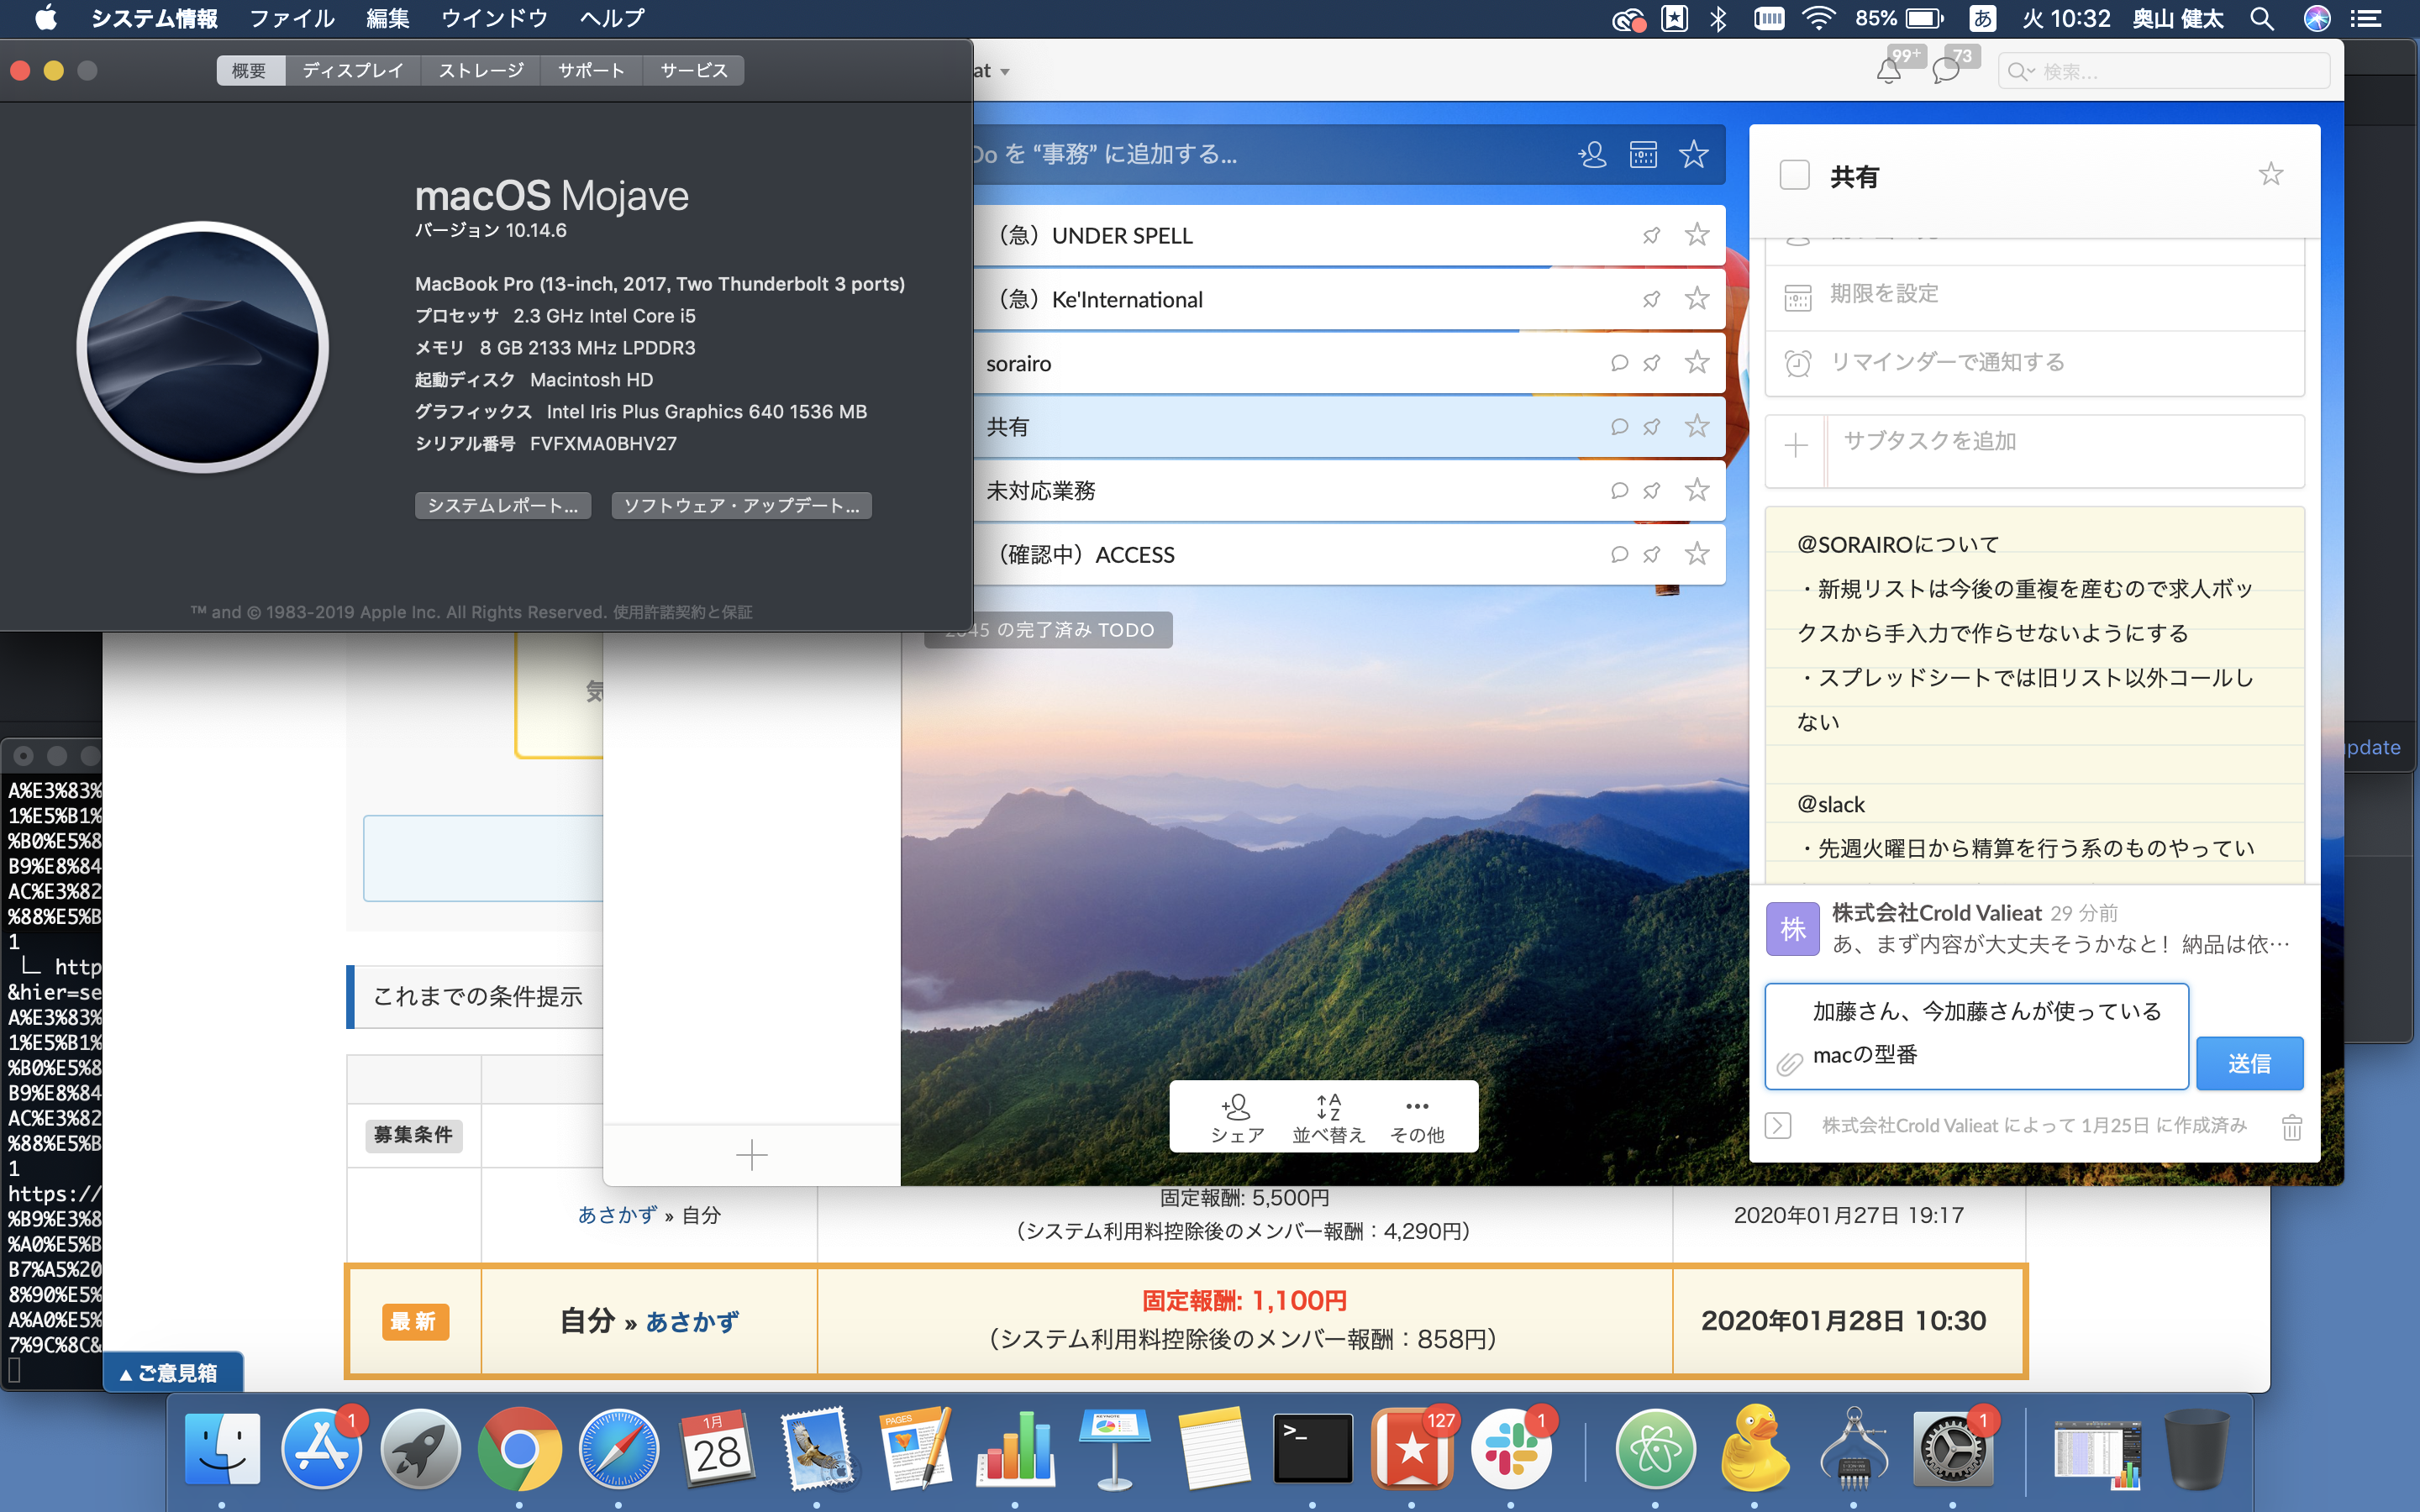 システム情報 ファイル 編集 ウインドウ ヘルプ
85% あ 火 10:32 奥山 健太
概要 ディスプレイ ストレージ サポート サービス
macOS Mojave
バージョン 10.14.6
MacBook Pro (13-inch, 2017, Two Thunderbolt 3 ports)
プロセッサ 2.3 GHz Intel Core i5
メモリ 8 GB 2133 MHz LPDDR3
起動ディスク Macintosh HD
グラフィックス Intel Iris Plus Graphics 640 1536 MB
シリアル番号 FVFXMA0BHV27
システムレポート... ソフトウェア・アップデート...
™ and © 1983-2019 Apple Inc. All Rights Reserved. 使用許諾契約と保証
at
99+ 73 検索...
Do を “事務” に追加する...
（急）UNDER SPELL
（急）Ke'International
sorairo
共有
未対応業務
（確認中）ACCESS
45 の完了済み TODO
シェア 並べ替え その他
共有
期限を設定
リマインダーで通知する
サブタスクを追加
@SORAIROについて
・新規リストは今後の重複を産むので求人ボッ
クスから手入力で作らせないようにする
・スプレッドシートでは旧リスト以外コールし
ない
@slack
・先週火曜日から精算を行う系のものやってい
株 株式会社Crold Valieat 29 分前
あ、まず内容が大丈夫そうかなと！納品は依…
加藤さん、今加藤さんが使っている
macの型番
送信
株式会社Crold Valieat によって 1月25日 に作成済み
pdate
A%E3%83%
1%E5%B1%
%B0%E5%8
B9%E8%84
AC%E3%82
%88%E5%B
1
└─ http
&hier=se
A%E3%83%
1%E5%B1%
%B0%E5%8
B9%E8%84
AC%E3%82
%88%E5%B
1
https://
%B9%E3%8
%A0%E5%B
B7%A5%20
8%90%E5%
A%A0%E5%
7%9C%8C&
気
これまでの条件提示
募集条件
あさかず » 自分
固定報酬: 5,500円
（システム利用料控除後のメンバー報酬：4,290円）
2020年01月27日 19:17
最新
自分 » あさかず
固定報酬: 1,100円
（システム利用料控除後のメンバー報酬：858円）
2020年01月28日 10:30
▲ご意見箱
1 1月 28 PAGES KEYNOTE >_ 127 1 1